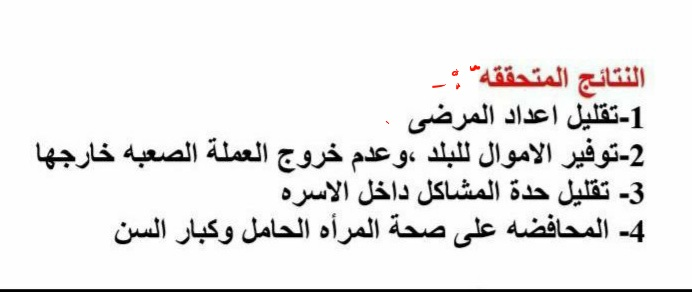 النتائج المتحققه
1-تقليل اعداد المرضى
2-توفير الاموال للبلد ،وعدم خروج العملة الصعبه خارجها
3- تقليل حدة المشاكل داخل الاسره
4- المحافضه على صحة المرأه الحامل وكبار السن